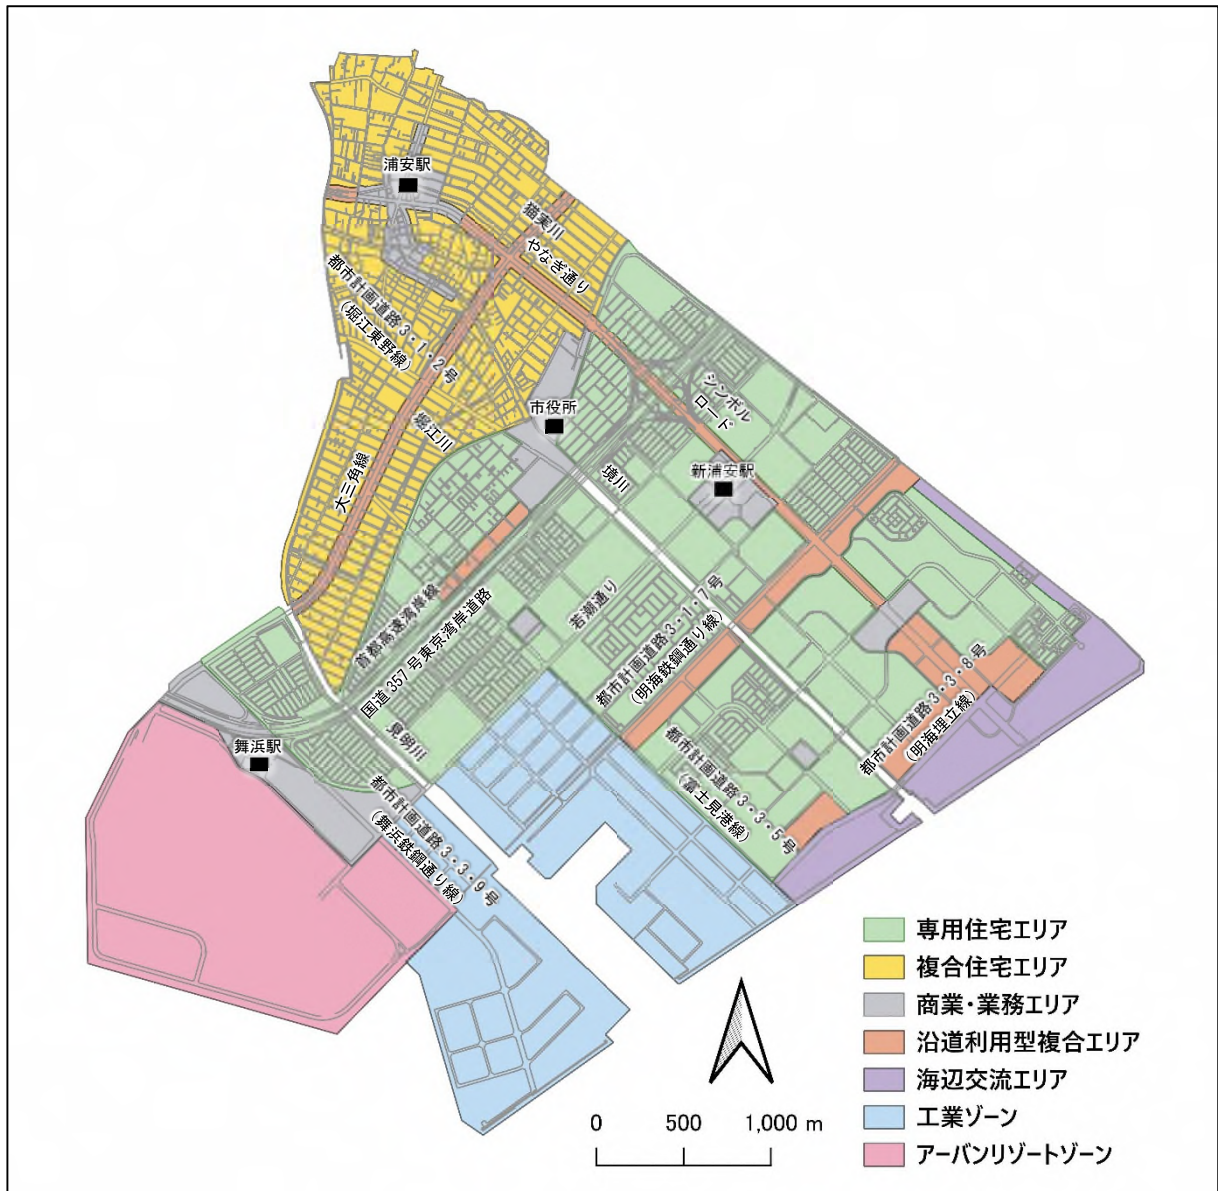 浦安駅
猫実川
やなぎ通り
都市計画道路3・1・2号
(堀江東野線)
シンボル
ロード
市役所
堀江川
大三角線
境川
新浦安駅
首都高速湾岸線
国道357号東京湾岸道路
若潮通り
都市計画道路3・1・7号
(明海鉄鋼通り線)
見明川
舞浜駅
都市計画道路3・3・8号
(明海埋立線)
都市計画道路3・3・5号
(富士見港線)
都市計画道路3・3・9号
(舞浜鉄鋼通り線)
専用住宅エリア
複合住宅エリア
商業・業務エリア
沿道利用型複合エリア
海辺交流エリア
工業ゾーン
アーバンリゾートゾーン
0 500 1,000 m